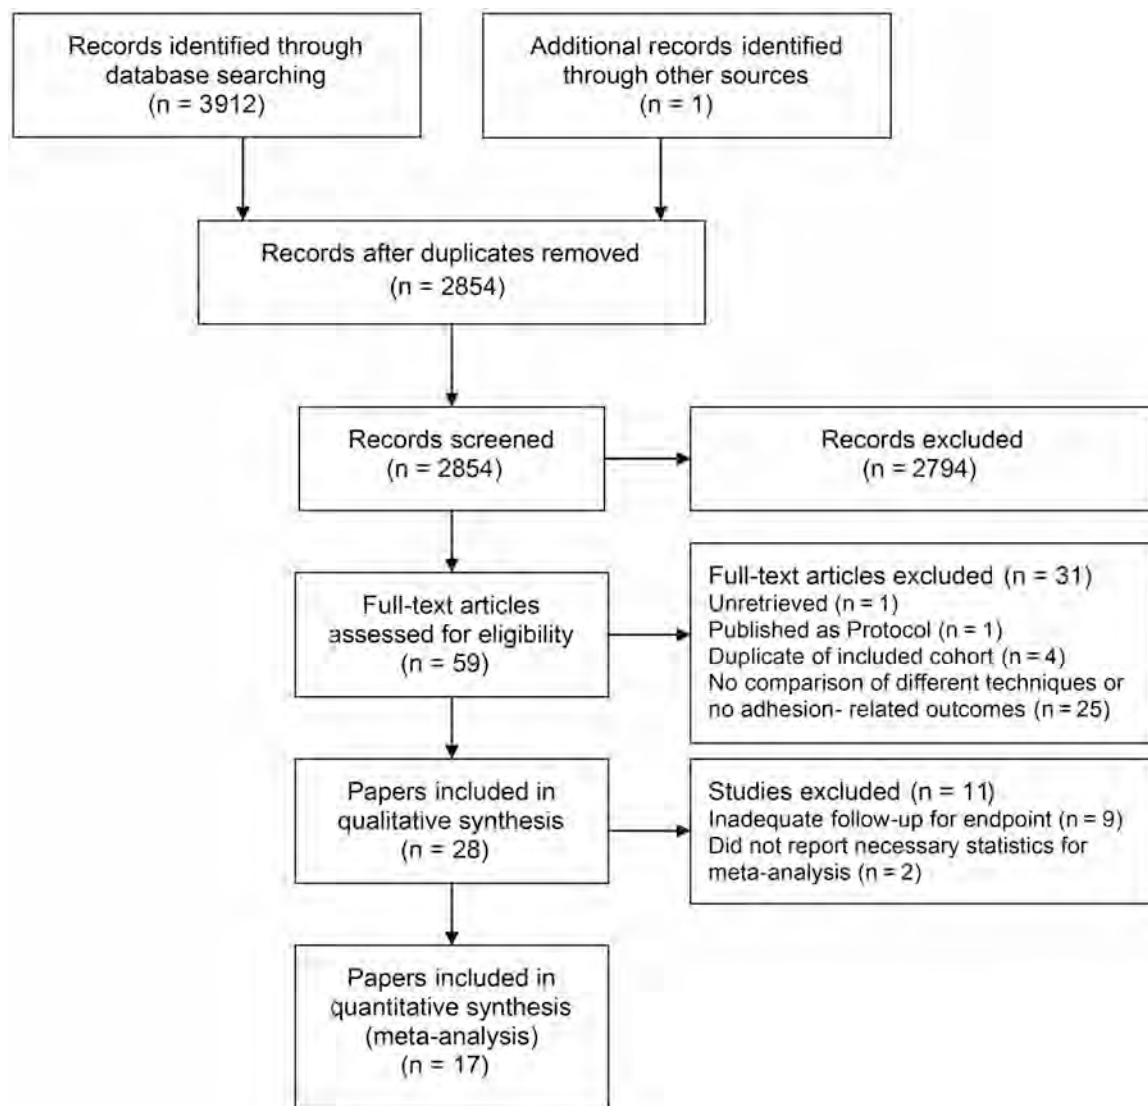 Records identified through
database searching
(n = 3912)
Additional records identified
through other sources
(n = 1)
Records after duplicates removed
(n = 2854)
Records screened
(n = 2854)
Records excluded
(n = 2794)
Full-text articles
assessed for eligibility
(n = 59)
Full-text articles excluded (n = 31)
Unretrieved (n = 1)
Published as Protocol (n = 1)
Duplicate of included cohort (n = 4)
No comparison of different techniques or
no adhesion- related outcomes (n = 25)
Papers included in
qualitative synthesis
(n = 28)
Studies excluded (n = 11)
Inadequate follow-up for endpoint (n = 9)
Did not report necessary statistics for
meta-analysis (n = 2)
Papers included in
quantitative synthesis
(meta-analysis)
(n = 17)